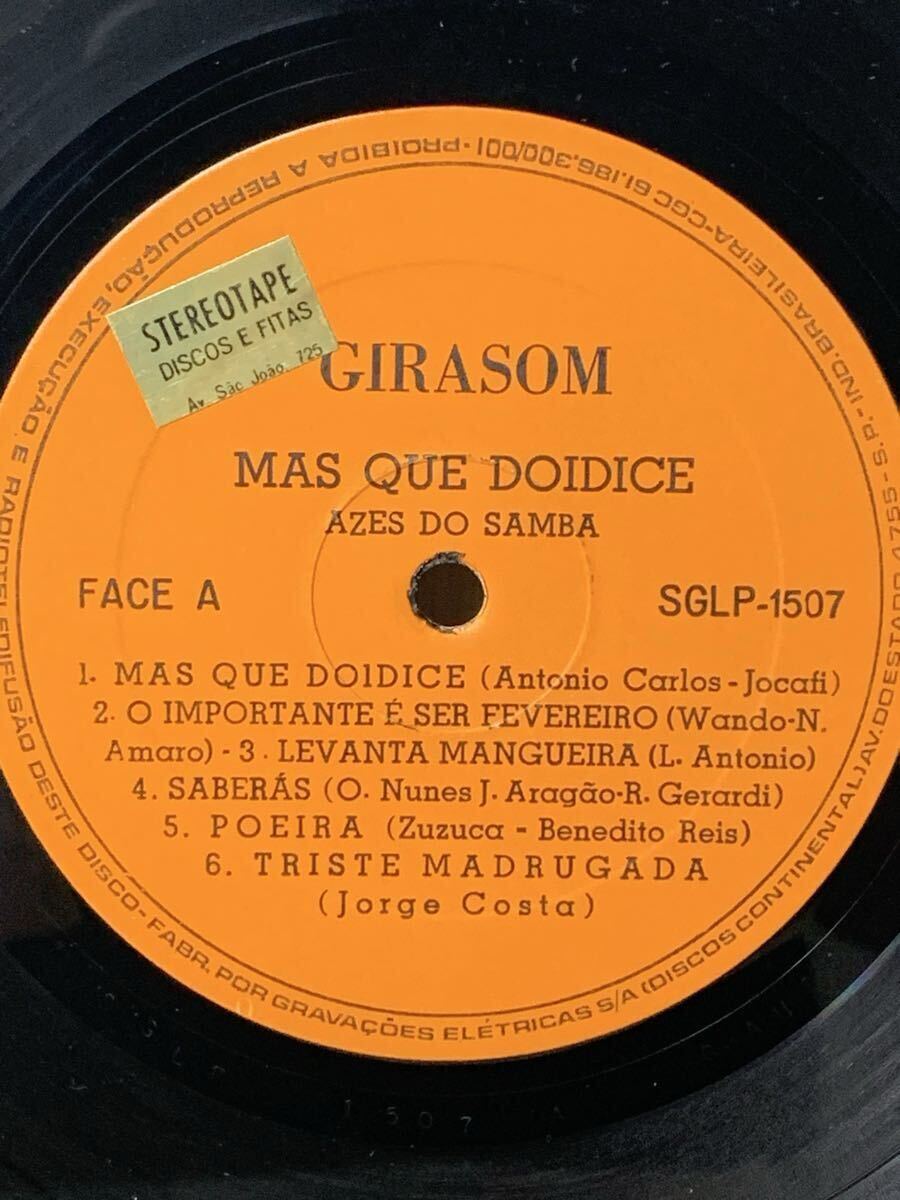 STEREOTAPE
DISCOS E FITAS
Av. São João, 725
GIRASOM
MAS QUE DOIDICE
AZES DO SAMBA
FACE A
SGLP-1507
1. MAS QUE DOIDICE (Antonio Carlos-Jocafi)
2. O IMPORTANTE É SER FEVEREIRO (Wando-N.
Amaro) - 3. LEVANTA MANGUEIRA (L. Antonio)
4. SABERÁS (O. Nunes J. Aragão-R. Gerardi)
5. POEIRA (Zuzuca - Benedito Reis)
6. TRISTE MADRUGADA
(Jorge Costa)
FABR. POR GRAVAÇÕES ELÉTRICAS S/A (DISCOS CONTINENTAL) AV. DO ESTADO 4755 - S.P. - IND. BRASILEIRA - CGC 61.186.300/001 - PROIBIDA A REPRODUÇÃO, EXECUÇÃO E RADIOTELEDIFUSÃO DESTE DISCO -
1507